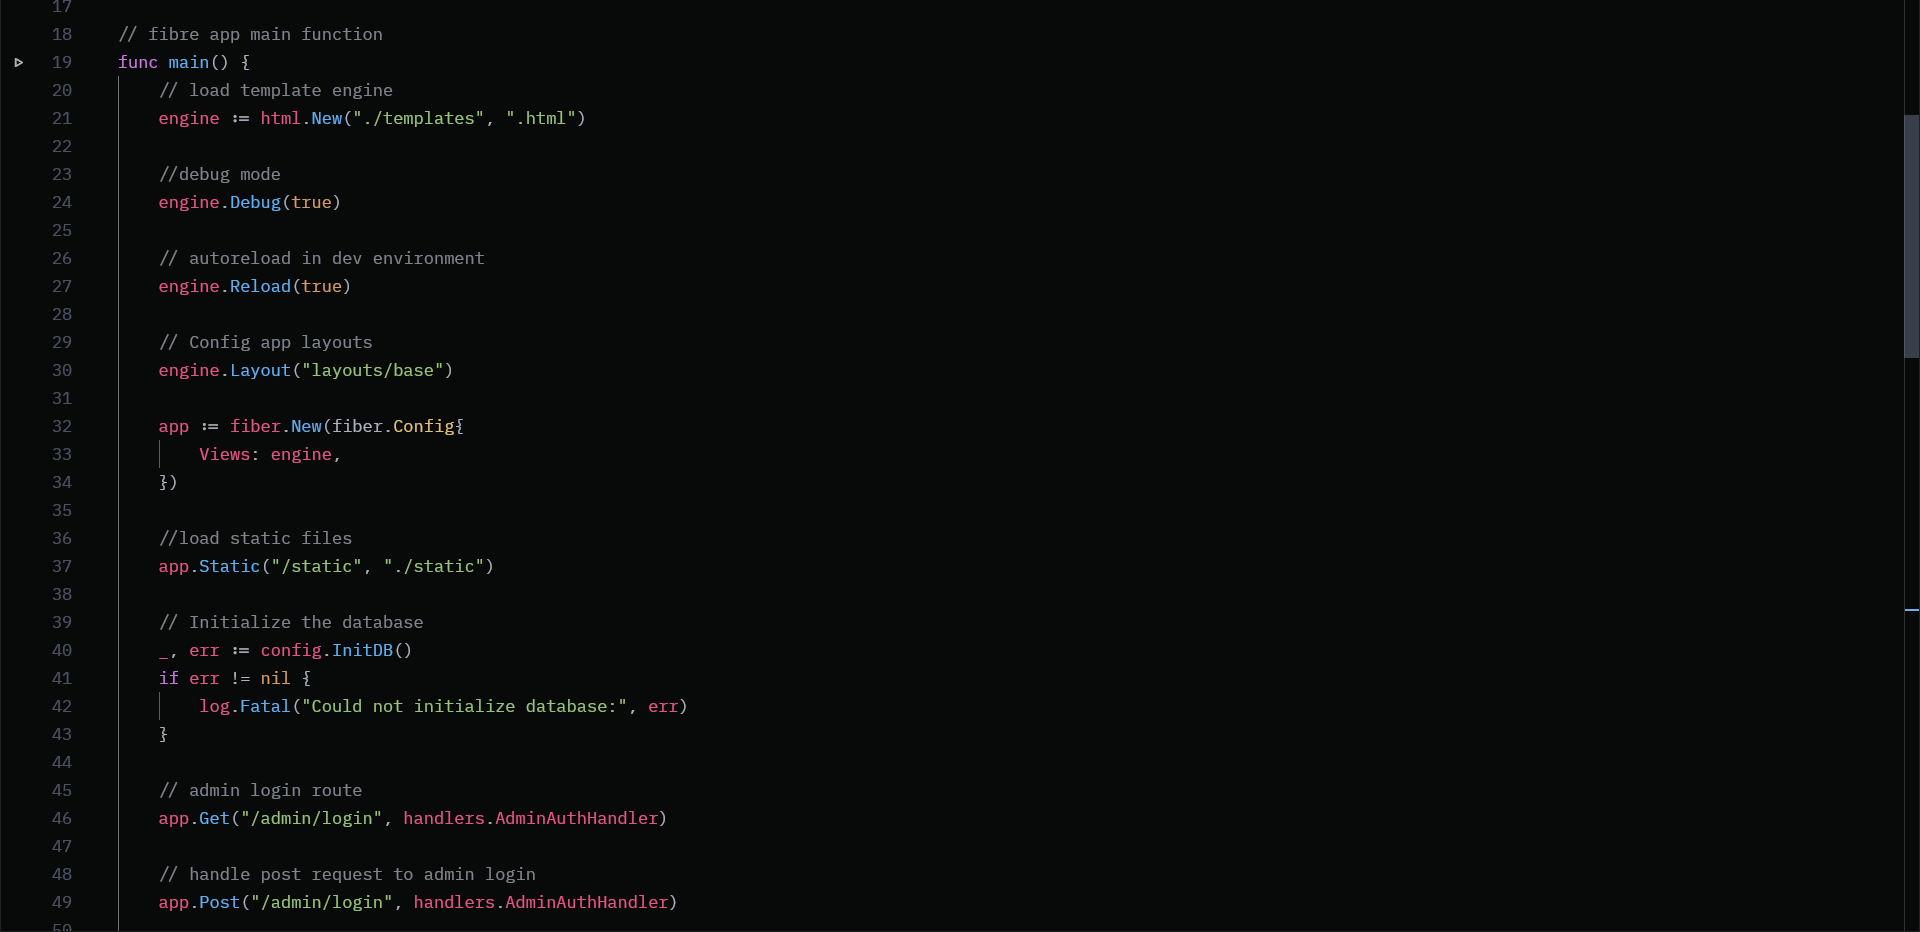 17
18 // fibre app main function
19 func main() {
20 // load template engine
21 engine := html.New("./templates", ".html")
22
23 //debug mode
24 engine.Debug(true)
25
26 // autoreload in dev environment
27 engine.Reload(true)
28
29 // Config app layouts
30 engine.Layout("layouts/base")
31
32 app := fiber.New(fiber.Config{
33 Views: engine,
34 })
35
36 //load static files
37 app.Static("/static", "./static")
38
39 // Initialize the database
40 _, err := config.InitDB()
41 if err != nil {
42 log.Fatal("Could not initialize database:", err)
43 }
44
45 // admin login route
46 app.Get("/admin/login", handlers.AdminAuthHandler)
47
48 // handle post request to admin login
49 app.Post("/admin/login", handlers.AdminAuthHandler)
50